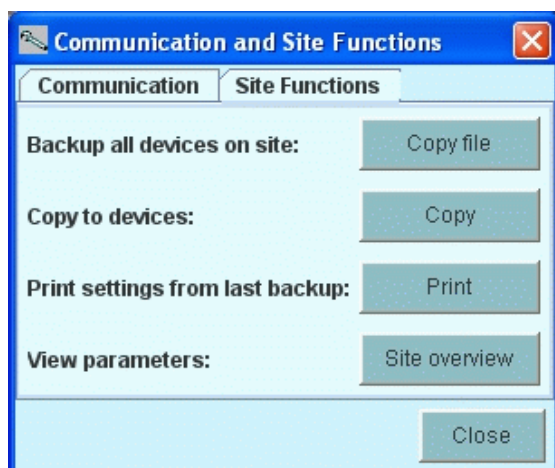 Communication and Site Functions
Communication Site Functions
Backup all devices on site: Copy file
Copy to devices: Copy
Print settings from last backup: Print
View parameters: Site overview
Close